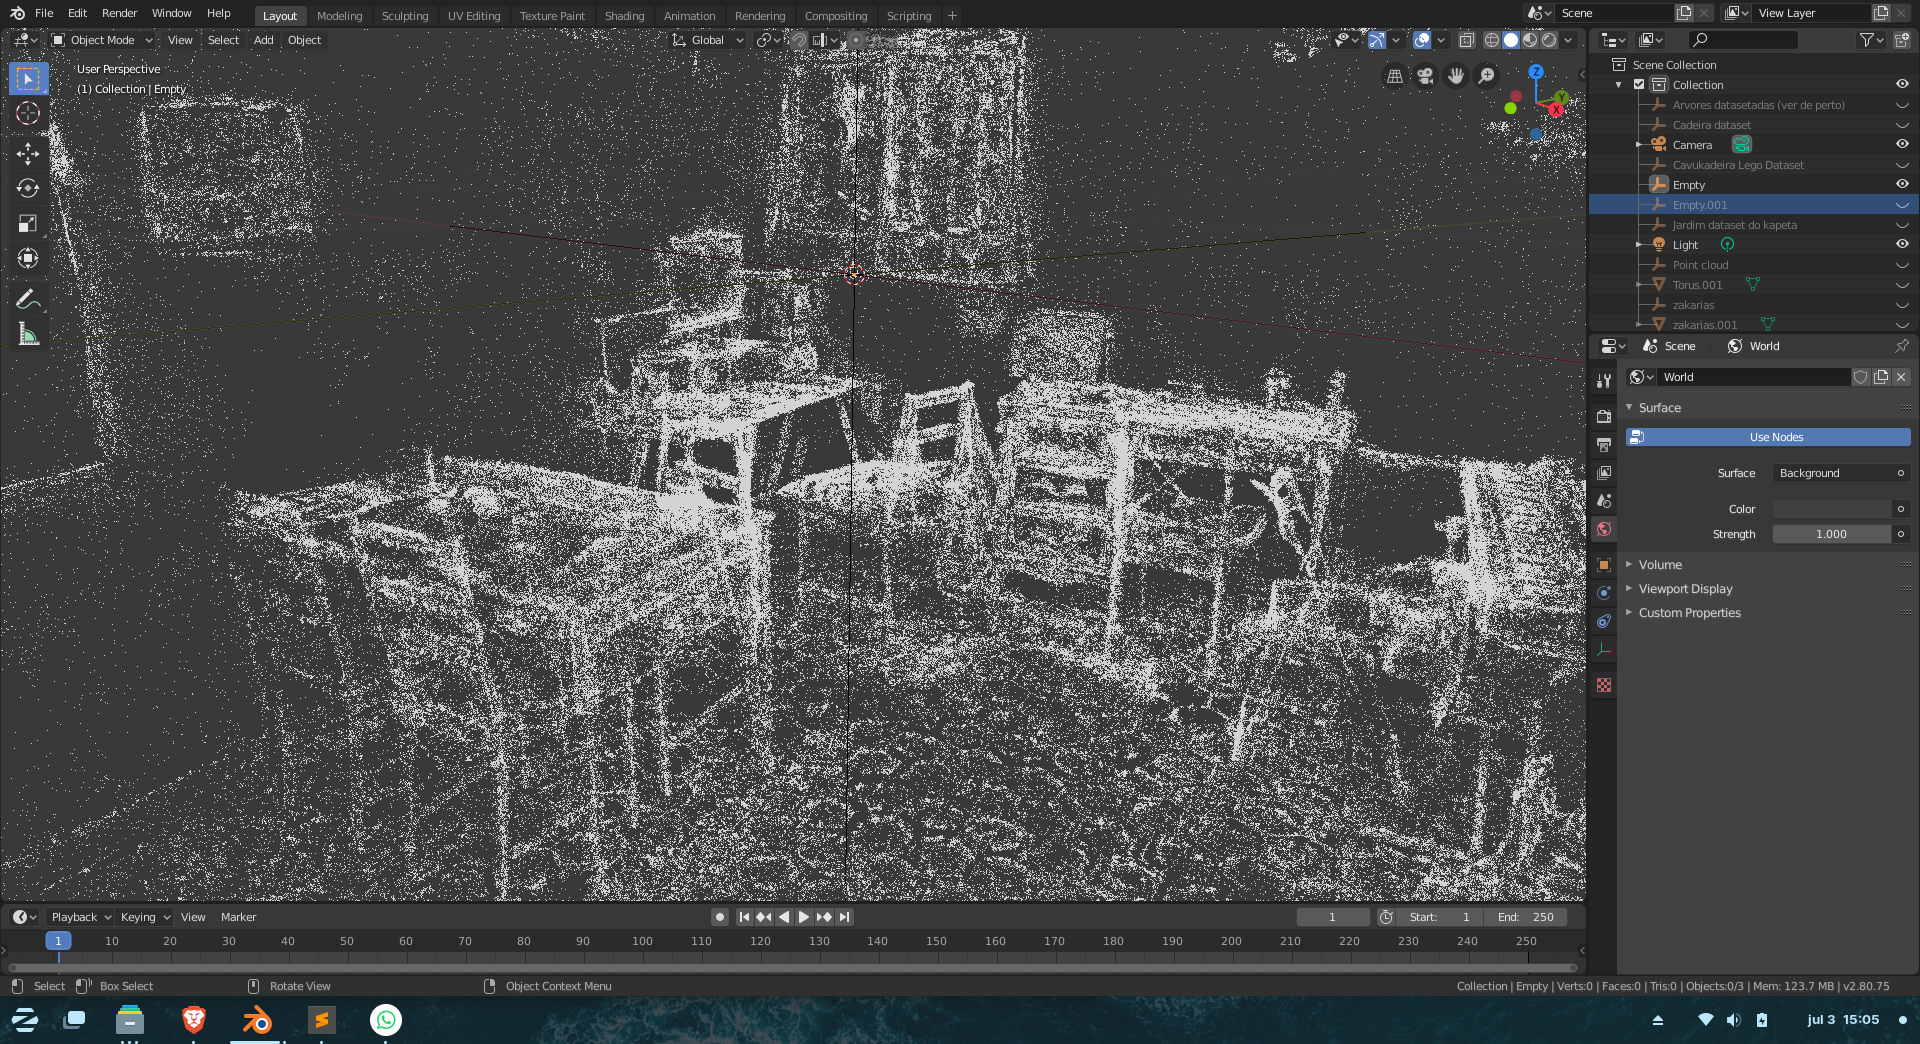 File Edit Render Window Help Layout Modeling Sculpting UV Editing Texture Paint Shading Animation Rendering Compositing Scripting + Scene View Layer
Object Mode View Select Add Object Global
User Perspective
(1) Collection | Empty
Z
Y
X
Scene Collection
Collection
Arvores datasetadas (ver de perto)
Cadeira dataset
Camera
Cavukadeira Lego Dataset
Empty
Empty.001
Jardim dataset do kapeta
Light
Point cloud
Torus.001
zakarias
zakarias.001
Scene World
World
Surface
Use Nodes
Surface Background
Color
Strength 1.000
Volume
Viewport Display
Custom Properties
Playback Keying View Marker 1 Start: 1 End: 250
1 10 20 30 40 50 60 70 80 90 100 110 120 130 140 150 160 170 180 190 200 210 220 230 240 250
Select Box Select Rotate View Object Context Menu Collection | Empty | Verts:0 | Faces:0 | Tris:0 | Objects:0/3 | Mem: 123.7 MB | v2.80.75
jul 3 15:05